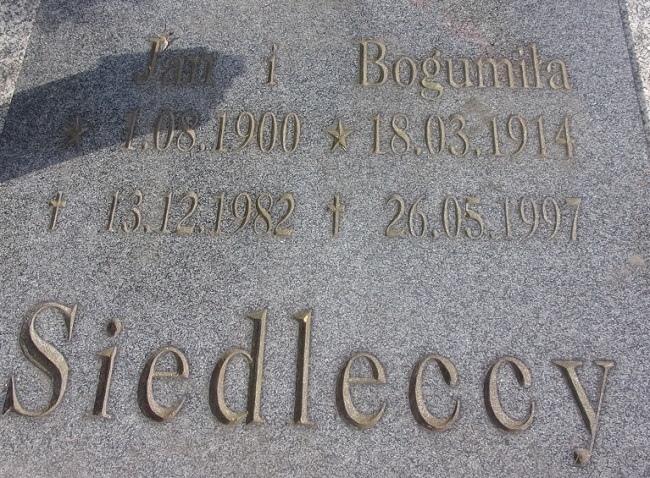 Jan i Bogumiła
★ 1.08.1900 ★ 18.03.1914
† 13.12.1982 † 26.05.1997
Siedleccy